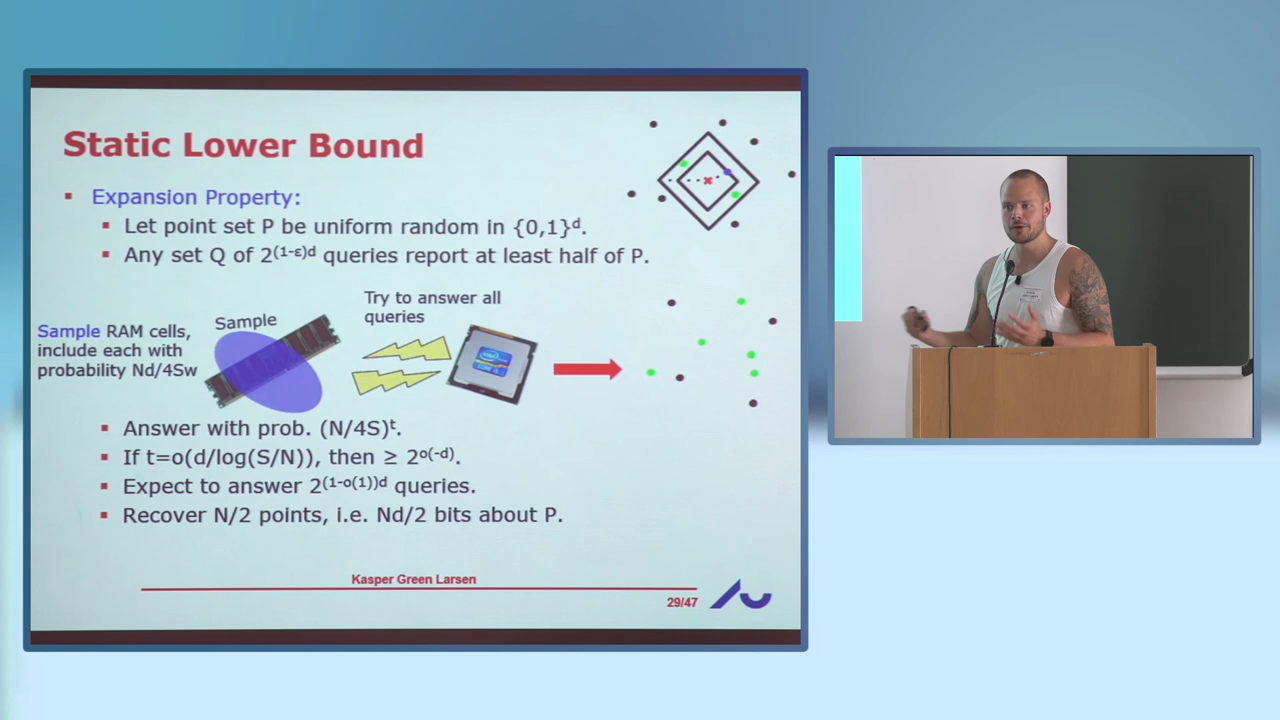 Static Lower Bound
Expansion Property:
Let point set P be uniform random in {0,1}ᵈ.
Any set Q of 2⁽¹⁻ᵋ⁾ᵈ queries report at least half of P.
Sample RAM cells,
include each with
probability Nd/4Sw
Sample
Try to answer all
queries
Answer with prob. (N/4S)ᵗ.
If t=o(d/log(S/N)), then ≥ 2ᵒ⁽⁻ᵈ⁾.
Expect to answer 2⁽¹⁻ᵒ⁽¹⁾⁾ᵈ queries.
Recover N/2 points, i.e. Nd/2 bits about P.
Kasper Green Larsen
29/47